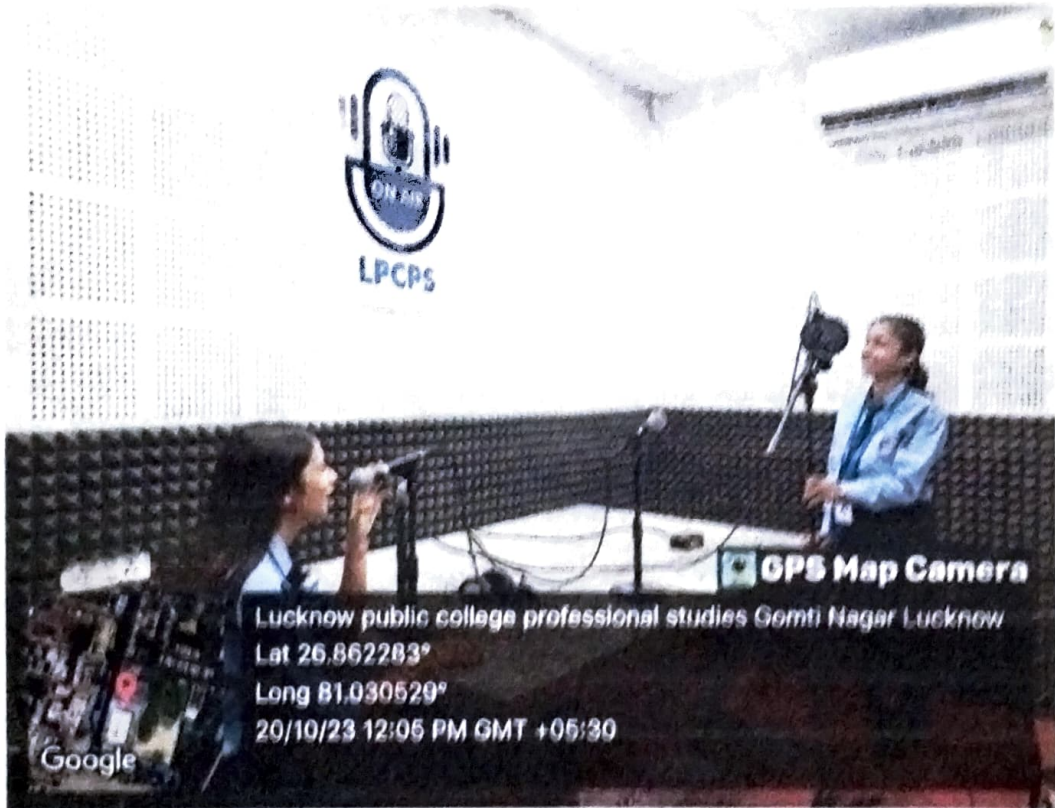 ON AIR
LPCPS
GPS Map Camera
Lucknow public college professional studies Gomti Nagar Lucknow
Lat 26.862283°
Long 81.030529°
20/10/23 12:05 PM GMT +05:30
Google